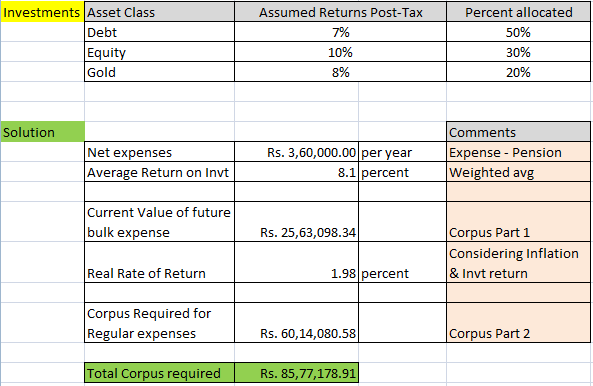 Investments Asset Class Assumed Returns Post-Tax Percent allocated
Debt 7% 50%
Equity 10% 30%
Gold 8% 20%
Solution Comments
Net expenses Rs. 3,60,000.00 per year Expense - Pension
Average Return on Invt 8.1 percent Weighted avg
Current Value of future
bulk expense Rs. 25,63,098.34 Corpus Part 1
Considering Inflation
Real Rate of Return 1.98 percent & Invt return
Corpus Required for
Regular expenses Rs. 60,14,080.58 Corpus Part 2
Total Corpus required Rs. 85,77,178.91